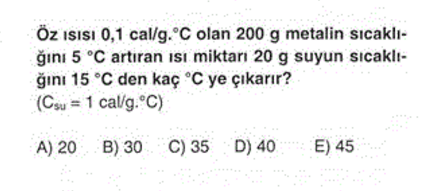 Öz ısısı 0,1 cal/g.°C olan 200 g metalin sıcaklı-
ğını 5 °C artıran ısı miktarı 20 g suyun sıcaklı-
ğını 15 °C den kaç °C ye çıkarır?
(Csu = 1 cal/g.°C)
A) 20 B) 30 C) 35 D) 40 E) 45